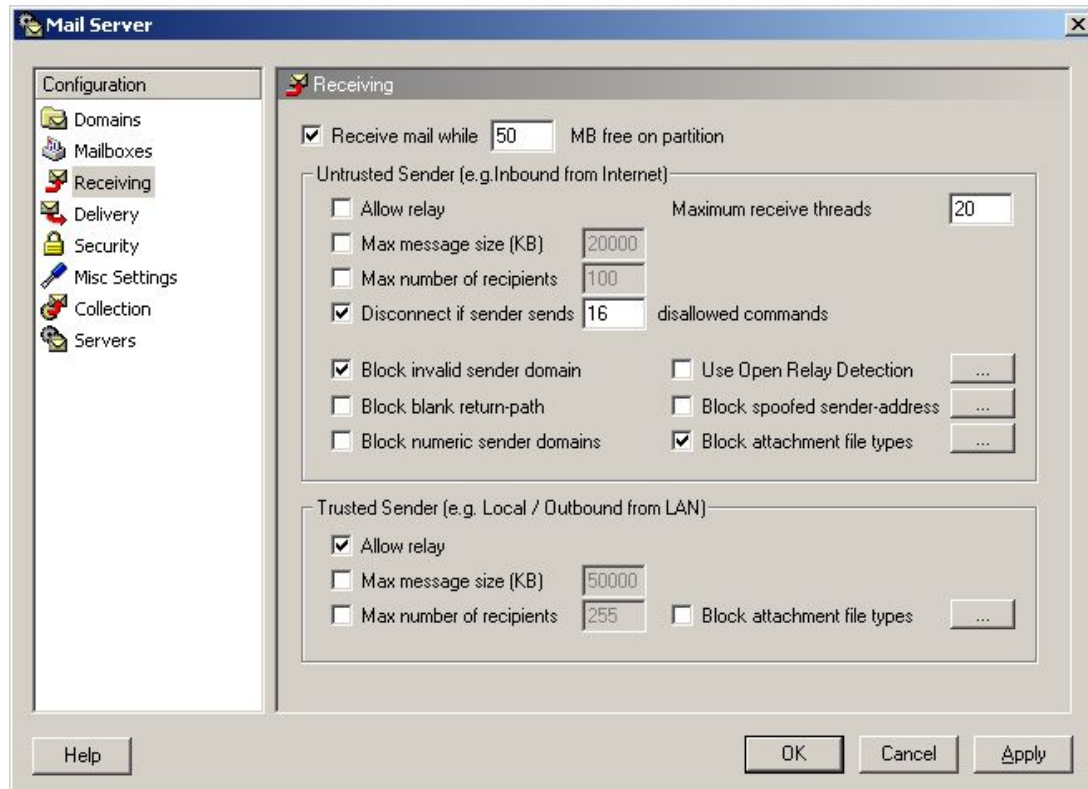 Mail Server
Configuration
Domains
Mailboxes
Receiving
Delivery
Security
Misc Settings
Collection
Servers
Receiving
Receive mail while 50 MB free on partition
Untrusted Sender (e.g.Inbound from Internet)
Allow relay Maximum receive threads 20
Max message size (KB) 20000
Max number of recipients 100
Disconnect if sender sends 16 disallowed commands
Block invalid sender domain Use Open Relay Detection ...
Block blank return-path Block spoofed sender-address ...
Block numeric sender domains Block attachment file types ...
Trusted Sender (e.g. Local / Outbound from LAN)
Allow relay
Max message size (KB) 50000
Max number of recipients 255 Block attachment file types ...
Help OK Cancel Apply